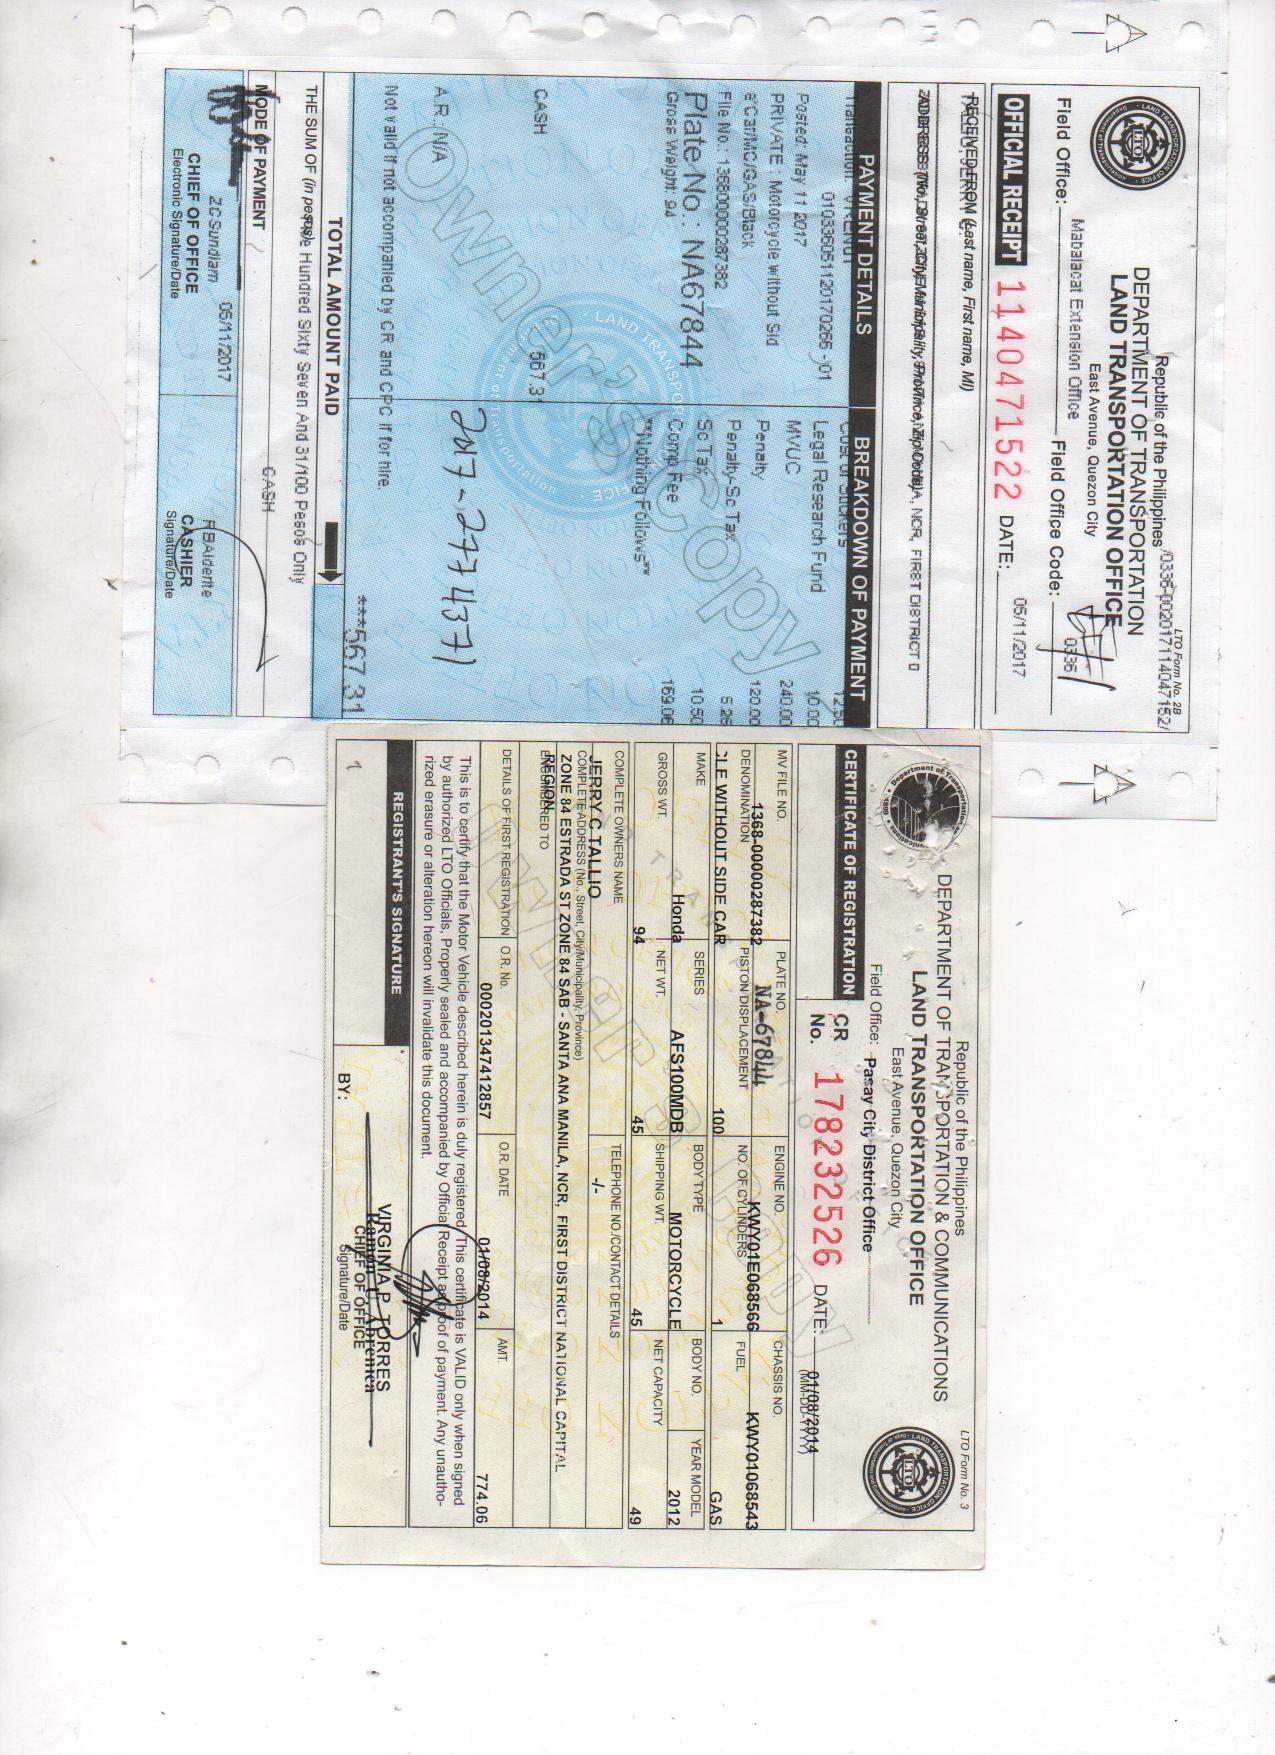 LTO Form No. 2B
Republic of the Philippines /0336-002017114047152/
DEPARTMENT OF TRANSPORTATION
LAND TRANSPORTATION OFFICE
East Avenue, Quezon City
Field Office: Mabalacat Extension Office Field Office Code: 0336
OFFICIAL RECEIPT 1140471522 DATE: 05/11/2017
RECEIVED FROM (Last name, First name, MI)
TALLIO, JERRY C.
ADDRESS (No., Street, City, Municipality, Province, Zip Code)
NCR, FIRST DISTRICT 0
PAYMENT DETAILS
Transaction:
010336051120170266 -01
Posted: May 11 2017
PRIVATE : Motorcycle without Sid
e Car/MC/GAS/Black
File No.: 136800000287382
Plate No.: NA67844
Gross Weight: 94
CASH 567.31
A.R.: N/A
Not valid if not accompanied by CR and CPC if for hire.
BREAKDOWN OF PAYMENT
Cost of Stickers 12.50
Legal Research Fund 10.00
MVUC 240.00
Penalty 120.00
Penalty-Sc Tax 5.25
Sc Tax 10.50
Comp Fee 169.06
**Nothing Follows**
2017-2774371
***567.31
Owner's Copy
TOTAL AMOUNT PAID
THE SUM OF (in pesos) Five Hundred Sixty Seven And 31/100 Pesos Only
MODE OF PAYMENT CASH
ZCSundiam 05/11/2017
CHIEF OF OFFICE
Electronic Signature/Date
RBAlderite
CASHIER
Signature/Date
LTO Form No. 3
Republic of the Philippines
DEPARTMENT OF TRANSPORTATION & COMMUNICATIONS
LAND TRANSPORTATION OFFICE
East Avenue, Quezon City
Field Office: Pasay City District Office
CERTIFICATE OF REGISTRATION CR No. 178232526 DATE: 01/08/2014
(MM-DD-YYYY)
MV FILE NO. PLATE NO. ENGINE NO. CHASSIS NO.
1368-00000287382 NA-67844 KWY01E068566 KWY01068543
DENOMINATION PISTON DISPLACEMENT NO. OF CYLINDERS FUEL
CLE WITHOUT SIDE CAR 100 1 GAS
MAKE SERIES BODY TYPE BODY NO. YEAR MODEL
Honda AFS100MDB MOTORCYCLE 2012
GROSS WT. NET WT. SHIPPING WT. NET CAPACITY
94 45 45 49
COMPLETE OWNERS NAME TELEPHONE NO./CONTACT DETAILS
JERRY C TALLIO -/-
COMPLETE ADDRESS (No., Street, City/Municipality, Province)
ZONE 84 ESTRADA ST ZONE 84 SAB - SANTA ANA MANILA, NCR, FIRST DISTRICT NATIONAL CAPITAL
REGION
ENCUMBERED TO
DETAILS OF FIRST REGISTRATION O.R. No. O.R. DATE AMT.
000201347412857 01/08/2014 774.06
This is to certify that the Motor Vehicle described herein is duly registered. This certificate is VALID only when signed
by authorized LTO Officials, Properly sealed and accompanied by Official Receipt as proof of payment. Any unautho-
rized erasure or alteration hereon will invalidate this document.
REGISTRANT'S SIGNATURE
VIRGINIA P. TORRES
Ramon U. Abrenica
CHIEF OF OFFICE
BY: Signature/Date
Owner's Copy